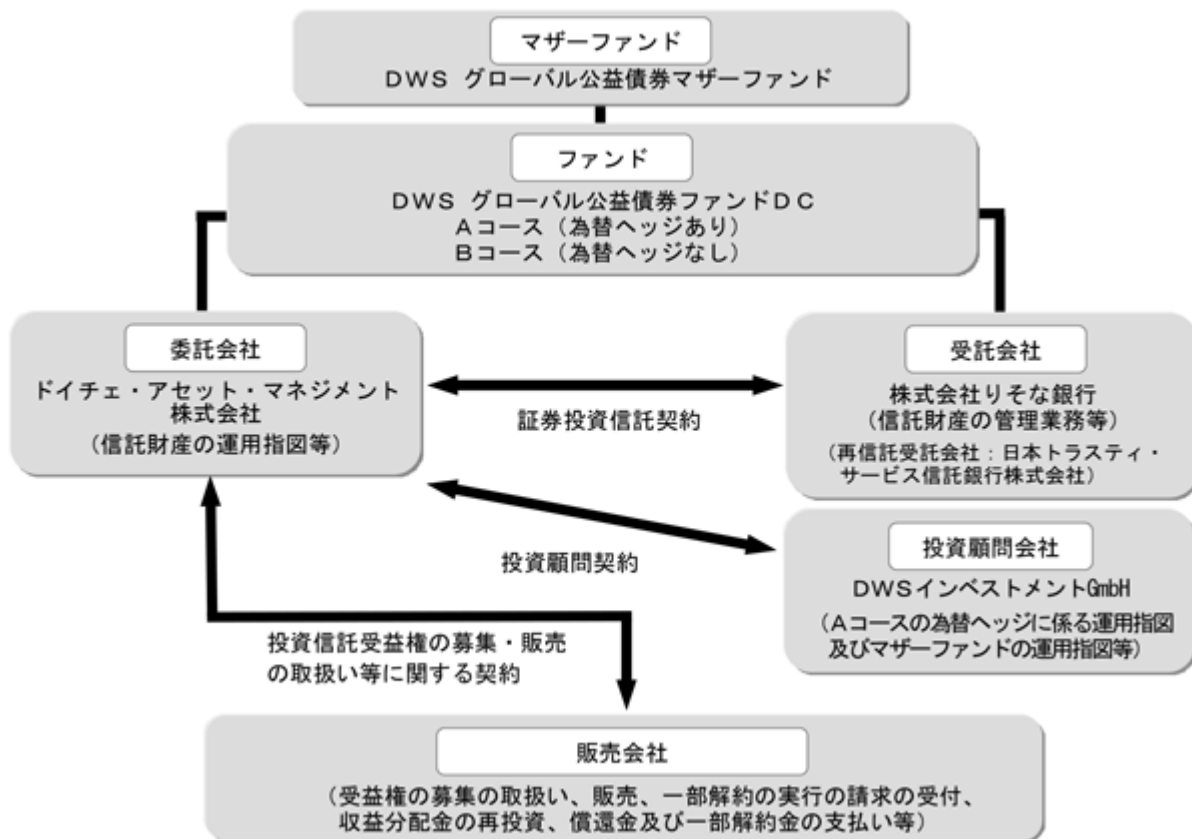 マザーファンド
DWS グローバル公益債券マザーファンド
ファンド
DWS グローバル公益債券ファンドDC
Aコース（為替ヘッジあり）
Bコース（為替ヘッジなし）
委託会社
ドイチェ・アセット・マネジメント
株式会社
（信託財産の運用指図等）
証券投資信託契約
受託会社
株式会社りそな銀行
（信託財産の管理業務等）
（再信託受託会社：日本トラスティ・
サービス信託銀行株式会社）
投資顧問契約
投資顧問会社
DWSインベストメントGmbH
（Aコースの為替ヘッジに係る運用指図
及びマザーファンドの運用指図等）
投資信託受益権の募集・販売
の取扱い等に関する契約
販売会社
（受益権の募集の取扱い、販売、一部解約の実行の請求の受付、
収益分配金の再投資、償還金及び一部解約金の支払い等）